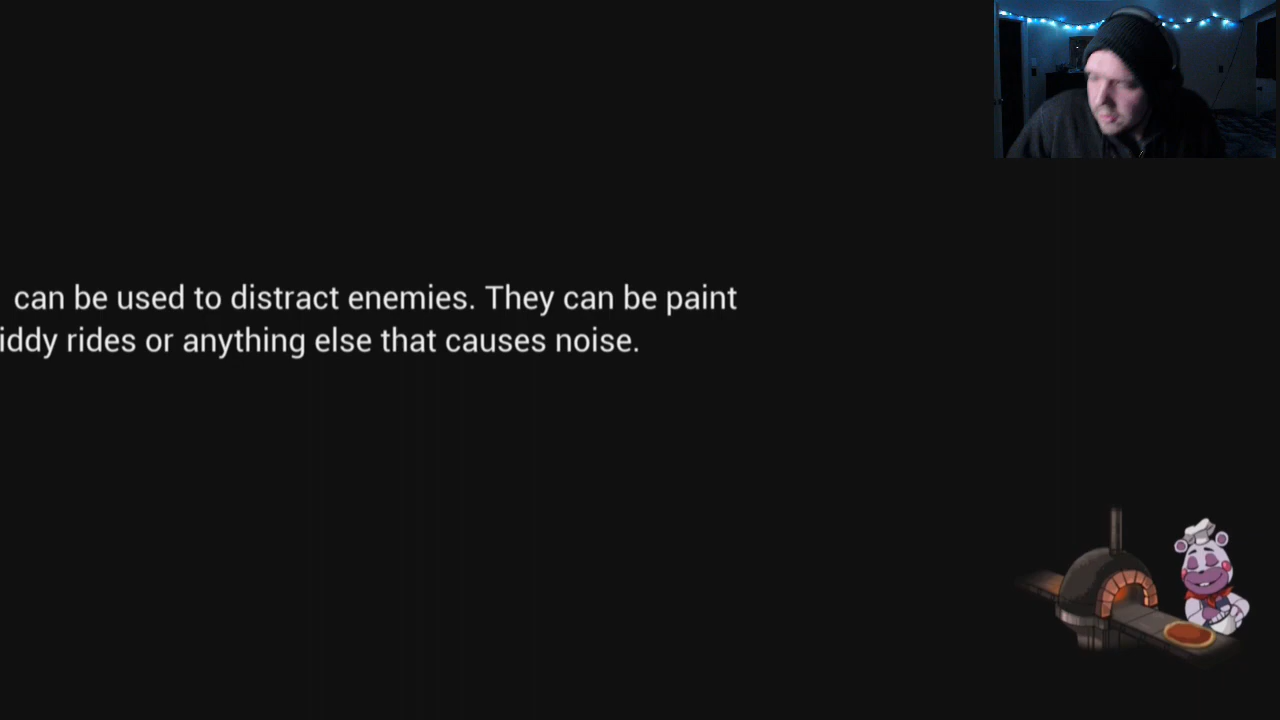 can be used to distract enemies. They can be paint
iddy rides or anything else that causes noise.